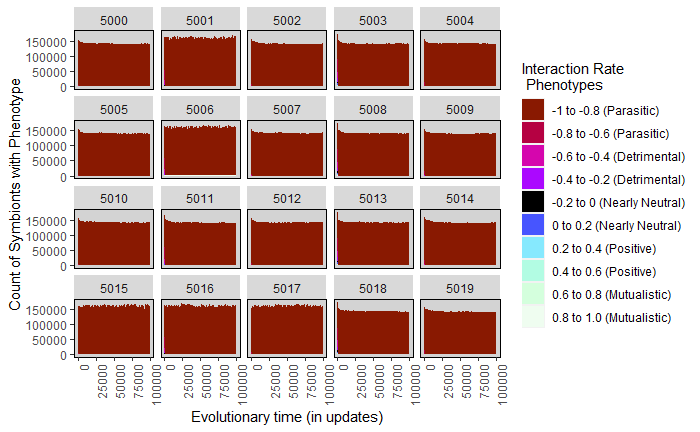 5000 5001 5002 5003 5004
150000
100000
50000
0
5005 5006 5007 5008 5009
150000
100000
50000
0
5010 5011 5012 5013 5014
150000
100000
50000
0
5015 5016 5017 5018 5019
150000
100000
50000
0
0 25000 50000 75000 100000 0 25000 50000 75000 100000 0 25000 50000 75000 100000 0 25000 50000 75000 100000 0 25000 50000 75000 100000
Evolutionary time (in updates)
Count of Symbionts with Phenotype
Interaction Rate
Phenotypes
-1 to -0.8 (Parasitic)
-0.8 to -0.6 (Parasitic)
-0.6 to -0.4 (Detrimental)
-0.4 to -0.2 (Detrimental)
-0.2 to 0 (Nearly Neutral)
0 to 0.2 (Nearly Neutral)
0.2 to 0.4 (Positive)
0.4 to 0.6 (Positive)
0.6 to 0.8 (Mutualistic)
0.8 to 1.0 (Mutualistic)